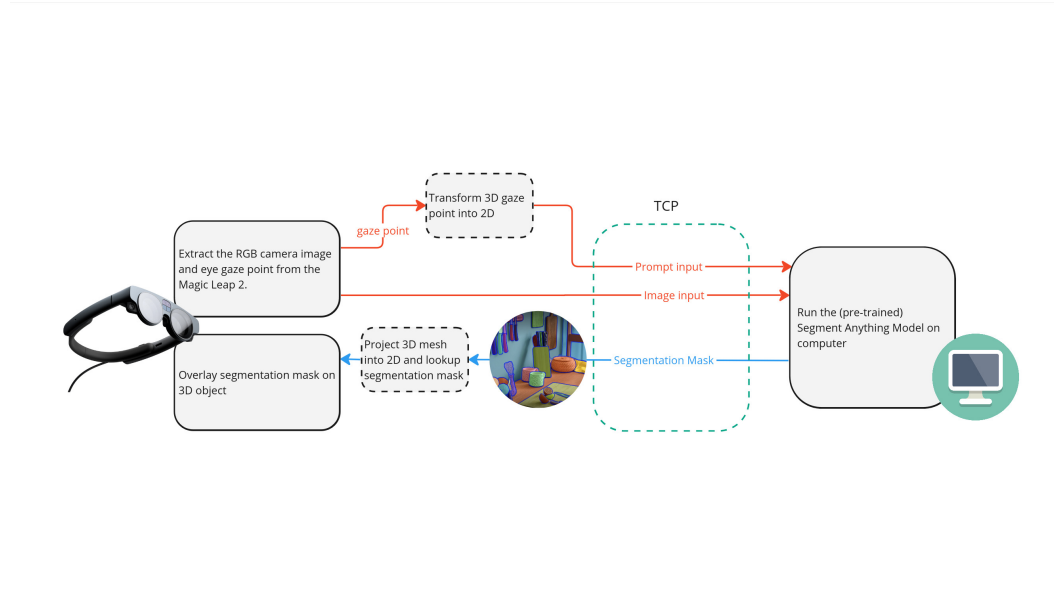 Transform 3D gaze
point into 2D
TCP
gaze point
Extract the RGB camera image
and eye gaze point from the
Magic Leap 2.
Prompt input
Image input
Run the (pre-trained)
Segment Anything Model on
computer
Project 3D mesh
into 2D and lookup
segmentation mask
Segmentation Mask
Overlay segmentation mask on
3D object